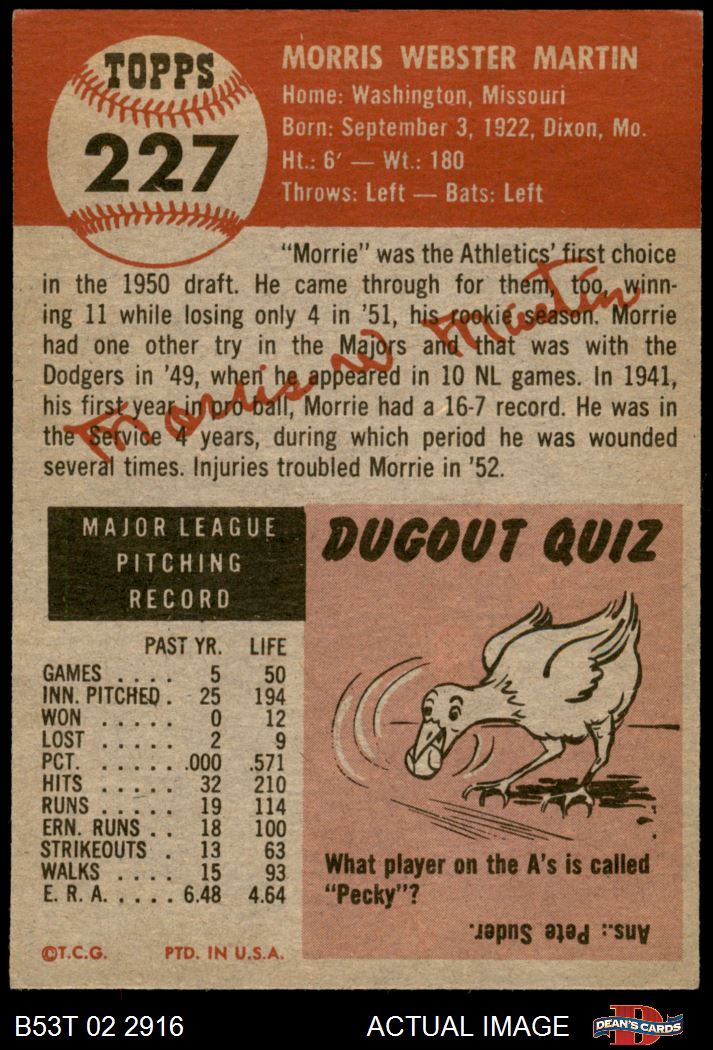 TOPPS
227
MORRIS WEBSTER MARTIN
Home: Washington, Missouri
Born: September 3, 1922, Dixon, Mo.
Ht.: 6' — Wt.: 180
Throws: Left — Bats: Left
"Morrie" was the Athletics' first choice
in the 1950 draft. He came through for them, too, winn-
ing 11 while losing only 4 in '51, his rookie season. Morrie
had one other try in the Majors and that was with the
Dodgers in '49, when he appeared in 10 NL games. In 1941,
his first year in pro ball, Morrie had a 16-7 record. He was in
the Service 4 years, during which period he was wounded
several times. Injuries troubled Morrie in '52.
Morrie W Martin
MAJOR LEAGUE
PITCHING
RECORD
PAST YR. LIFE
GAMES . . . . 5 50
INN. PITCHED . 25 194
WON . . . . . 0 12
LOST . . . . . 2 9
PCT. . . . . . .000 .571
HITS . . . . . 32 210
RUNS . . . . . 19 114
ERN. RUNS . . 18 100
STRIKEOUTS . 13 63
WALKS . . . . 15 93
E. R. A. . . . . 6.48 4.64
©T.C.G. PTD. IN U.S.A.
DUGOUT QUIZ
What player on the A's is called
"Pecky"?
Ans.: Pete Suder.
B53T 02 2916 ACTUAL IMAGE
D
DEAN'S CARDS